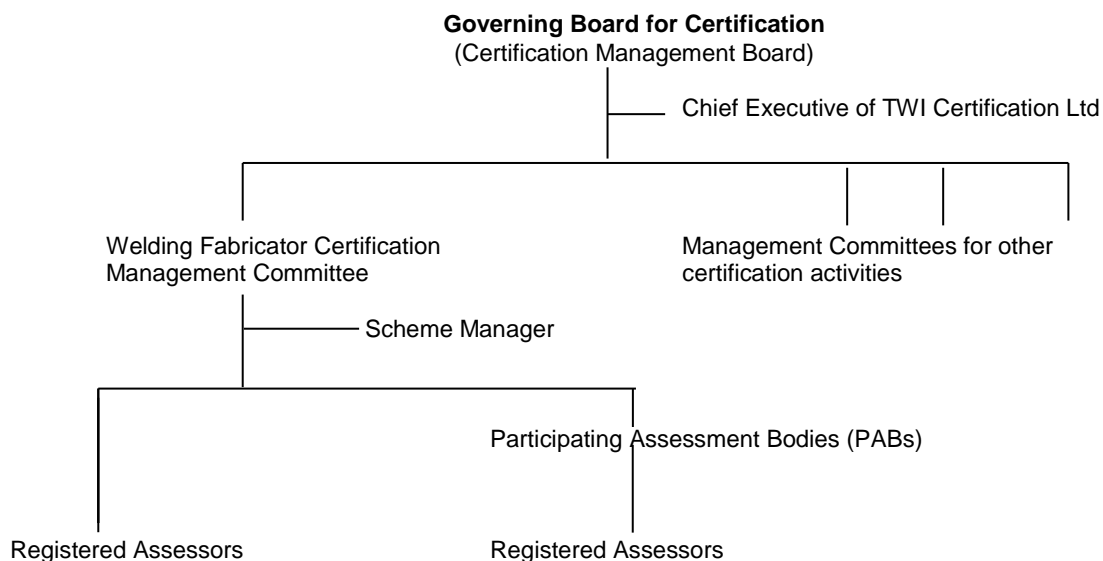 Governing Board for Certification
(Certification Management Board)
Chief Executive of TWI Certification Ltd
Welding Fabricator Certification
Management Committee
Management Committees for other
certification activities
Scheme Manager
Participating Assessment Bodies (PABs)
Registered Assessors
Registered Assessors